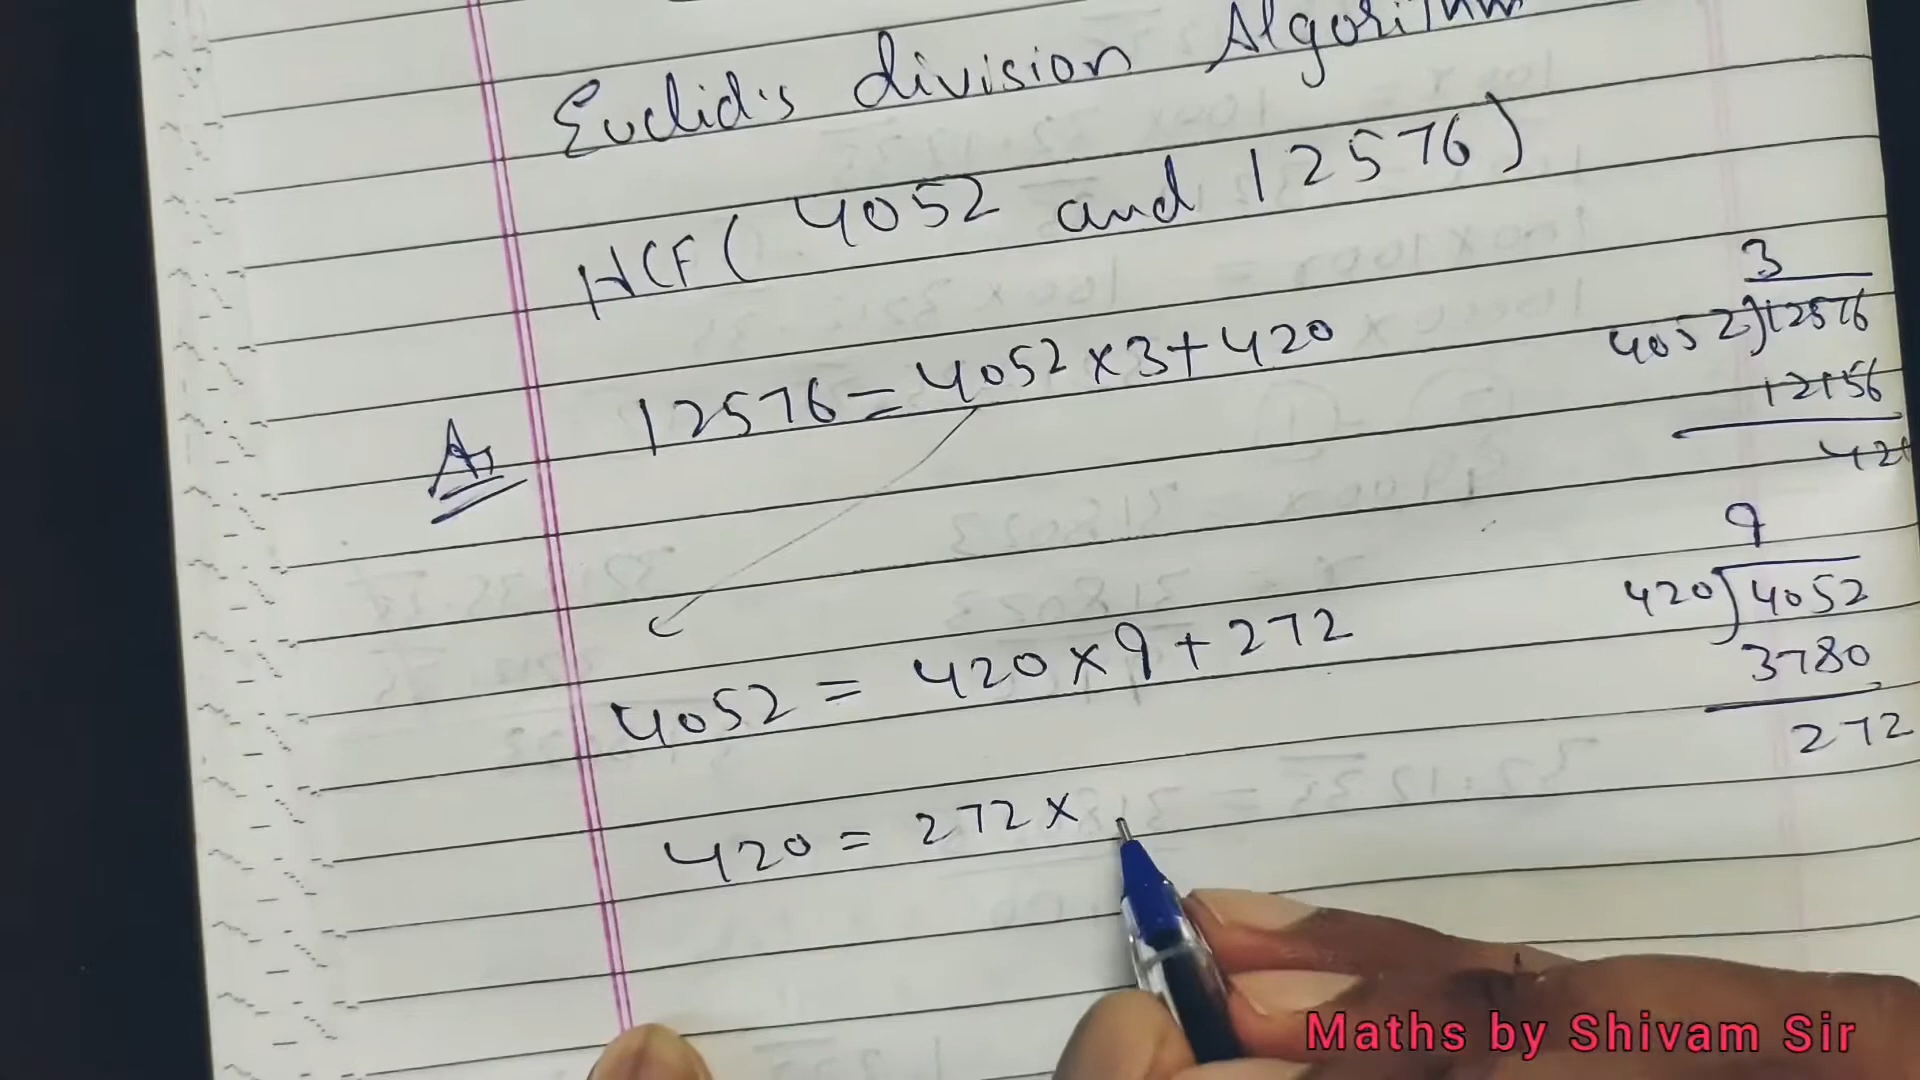 Euclid's division Algorithm
HCF ( 4052 and 12576)
12576 = 4052 × 3 + 420
A
4052 = 420 × 9 + 272
420 = 272 ×
3
4052)12576
12156
420
9
420)4052
3780
272
Maths by Shivam Sir